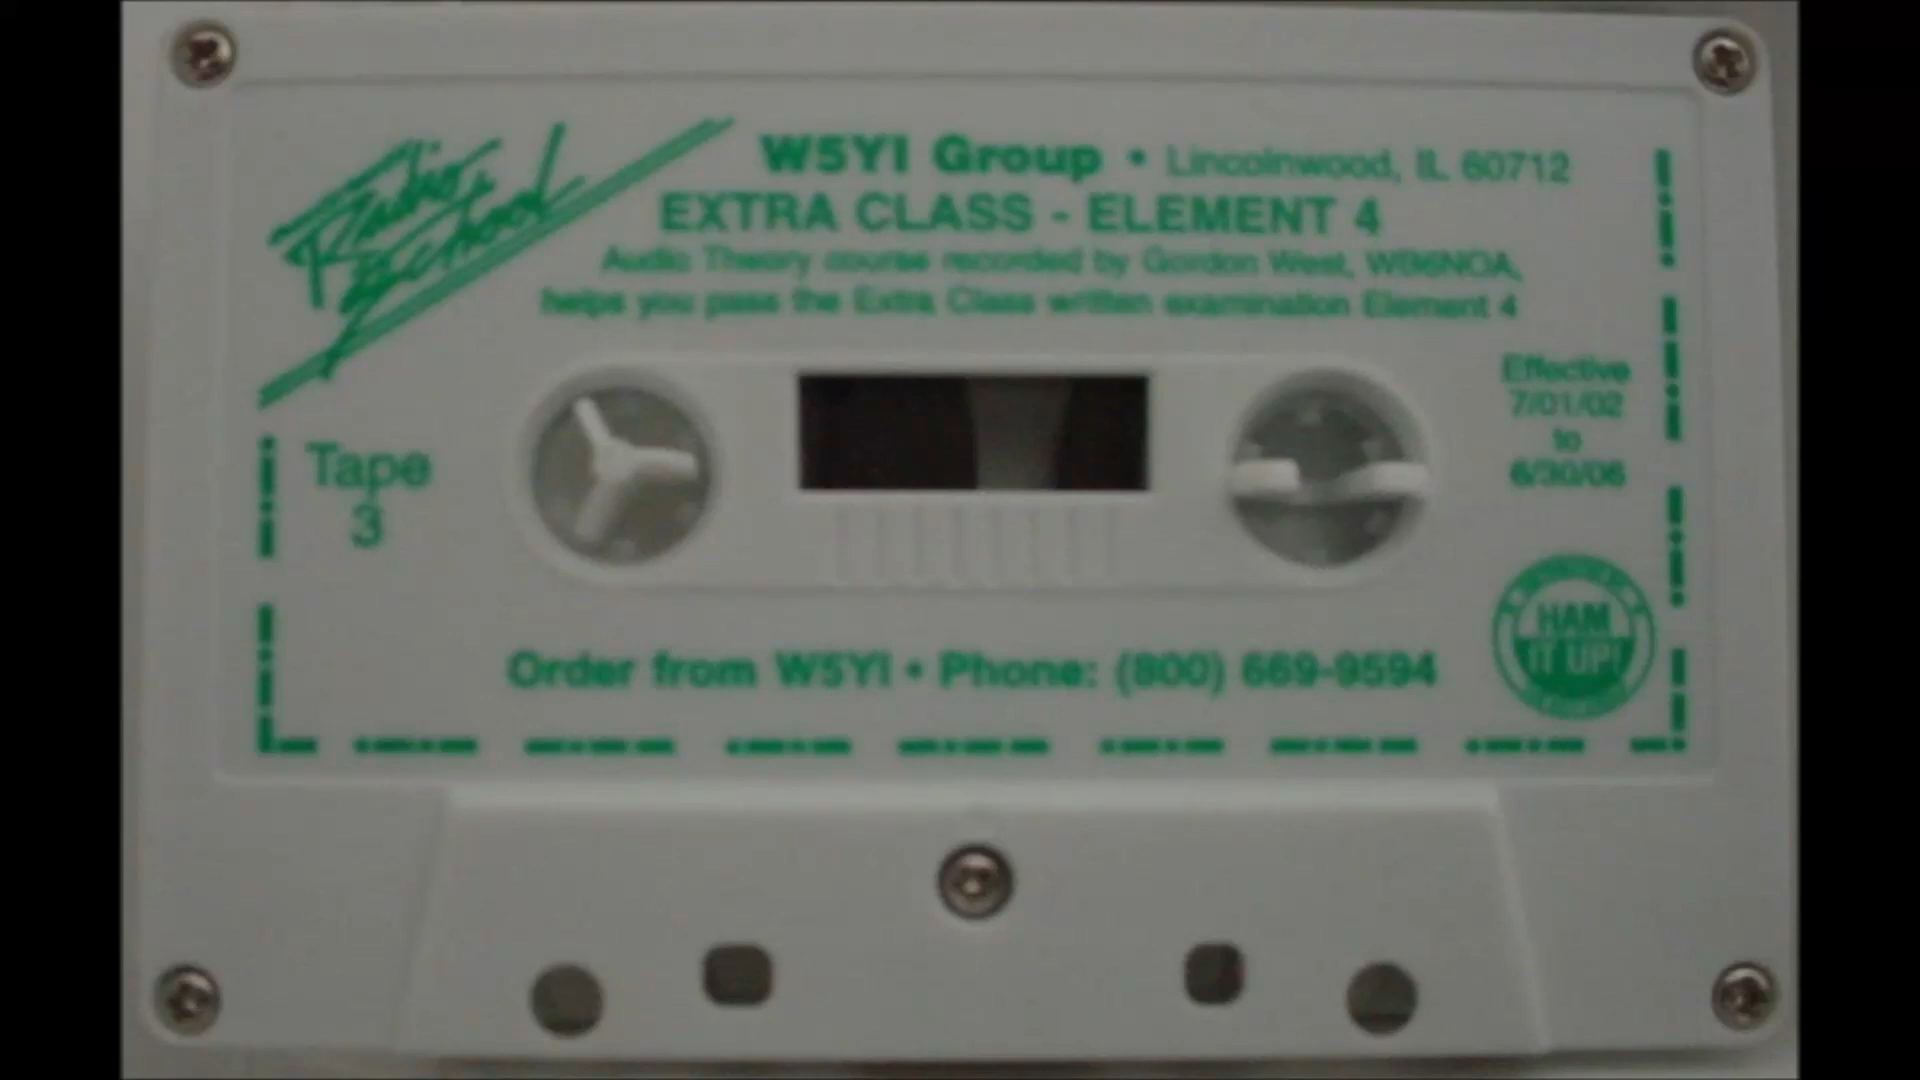 Radio School
W5YI Group • Lincolnwood, IL 60712
EXTRA CLASS - ELEMENT 4
Audio Theory course recorded by Gordon West, WB6NOA,
helps you pass the Extra Class written examination Element 4
Effective
7/01/02
to
6/30/06
Tape
3
HAM
IT UP!
Order from W5YI • Phone: (800) 669-9594